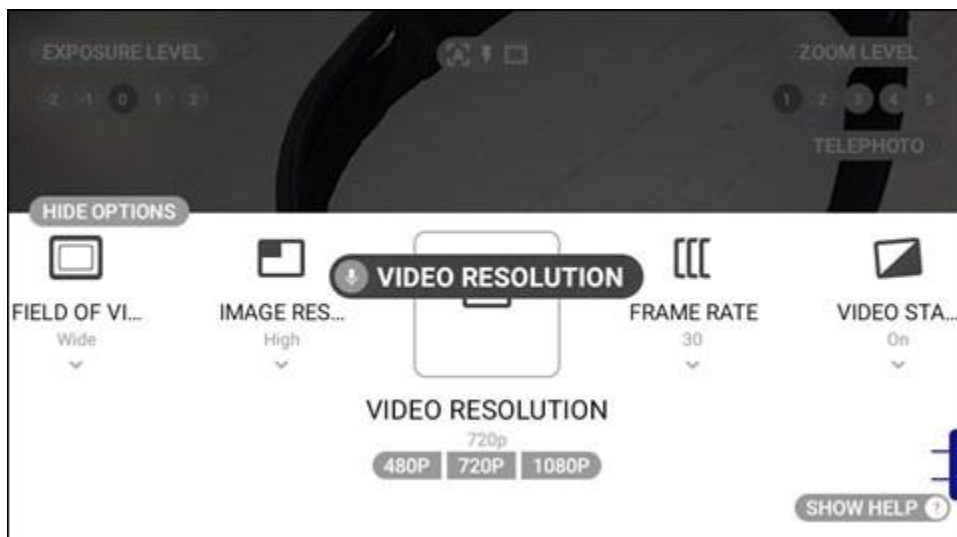 EXPOSURE LEVEL
ZOOM LEVEL
-2 -1 0 1 2
1 2 3 4 5
TELEPHOTO
HIDE OPTIONS
VIDEO RESOLUTION
FIELD OF VI...
Wide
IMAGE RES...
High
FRAME RATE
30
VIDEO STA...
On
VIDEO RESOLUTION
720p
480P 720P 1080P
SHOW HELP ?